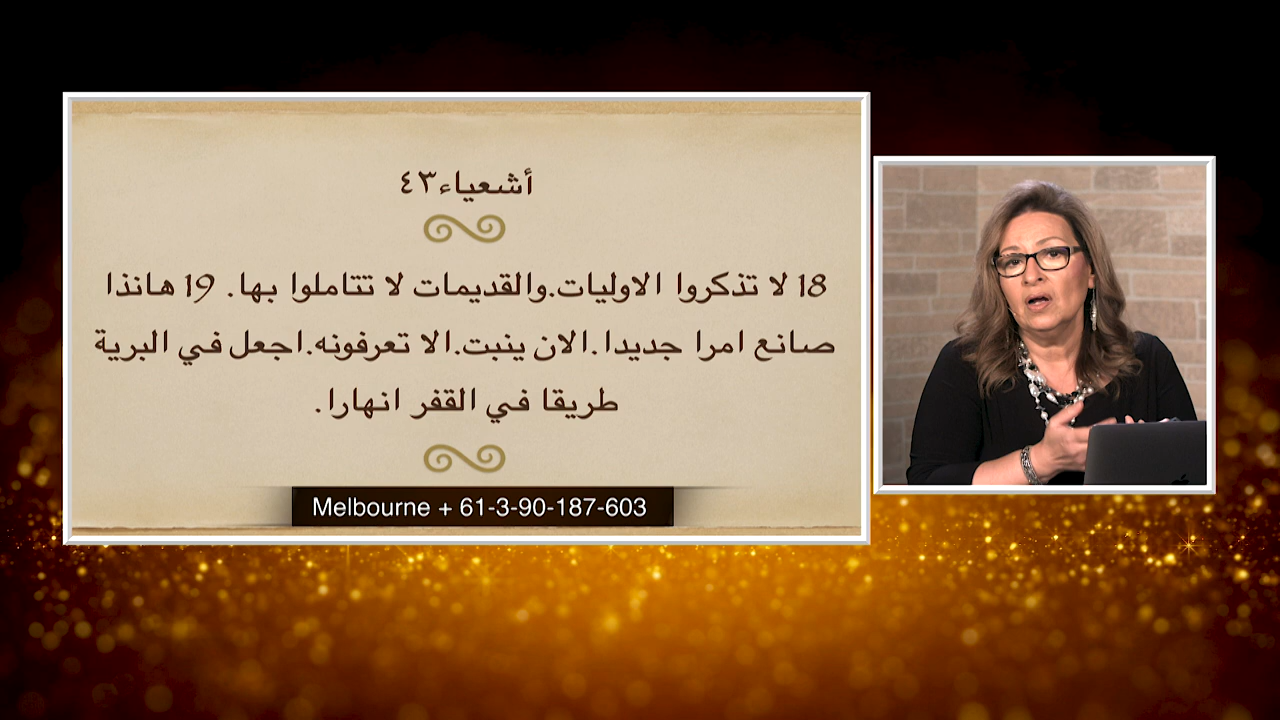 أشعياء٤٣
18 لا تذكروا الاوليات.والقديمات لا تتاملوا بها. 19 هانذا
صانع امرا جديدا.الان ينبت.الا تعرفونه.اجعل في البرية
طريقا في القفر انهارا.
Melbourne + 61-3-90-187-603